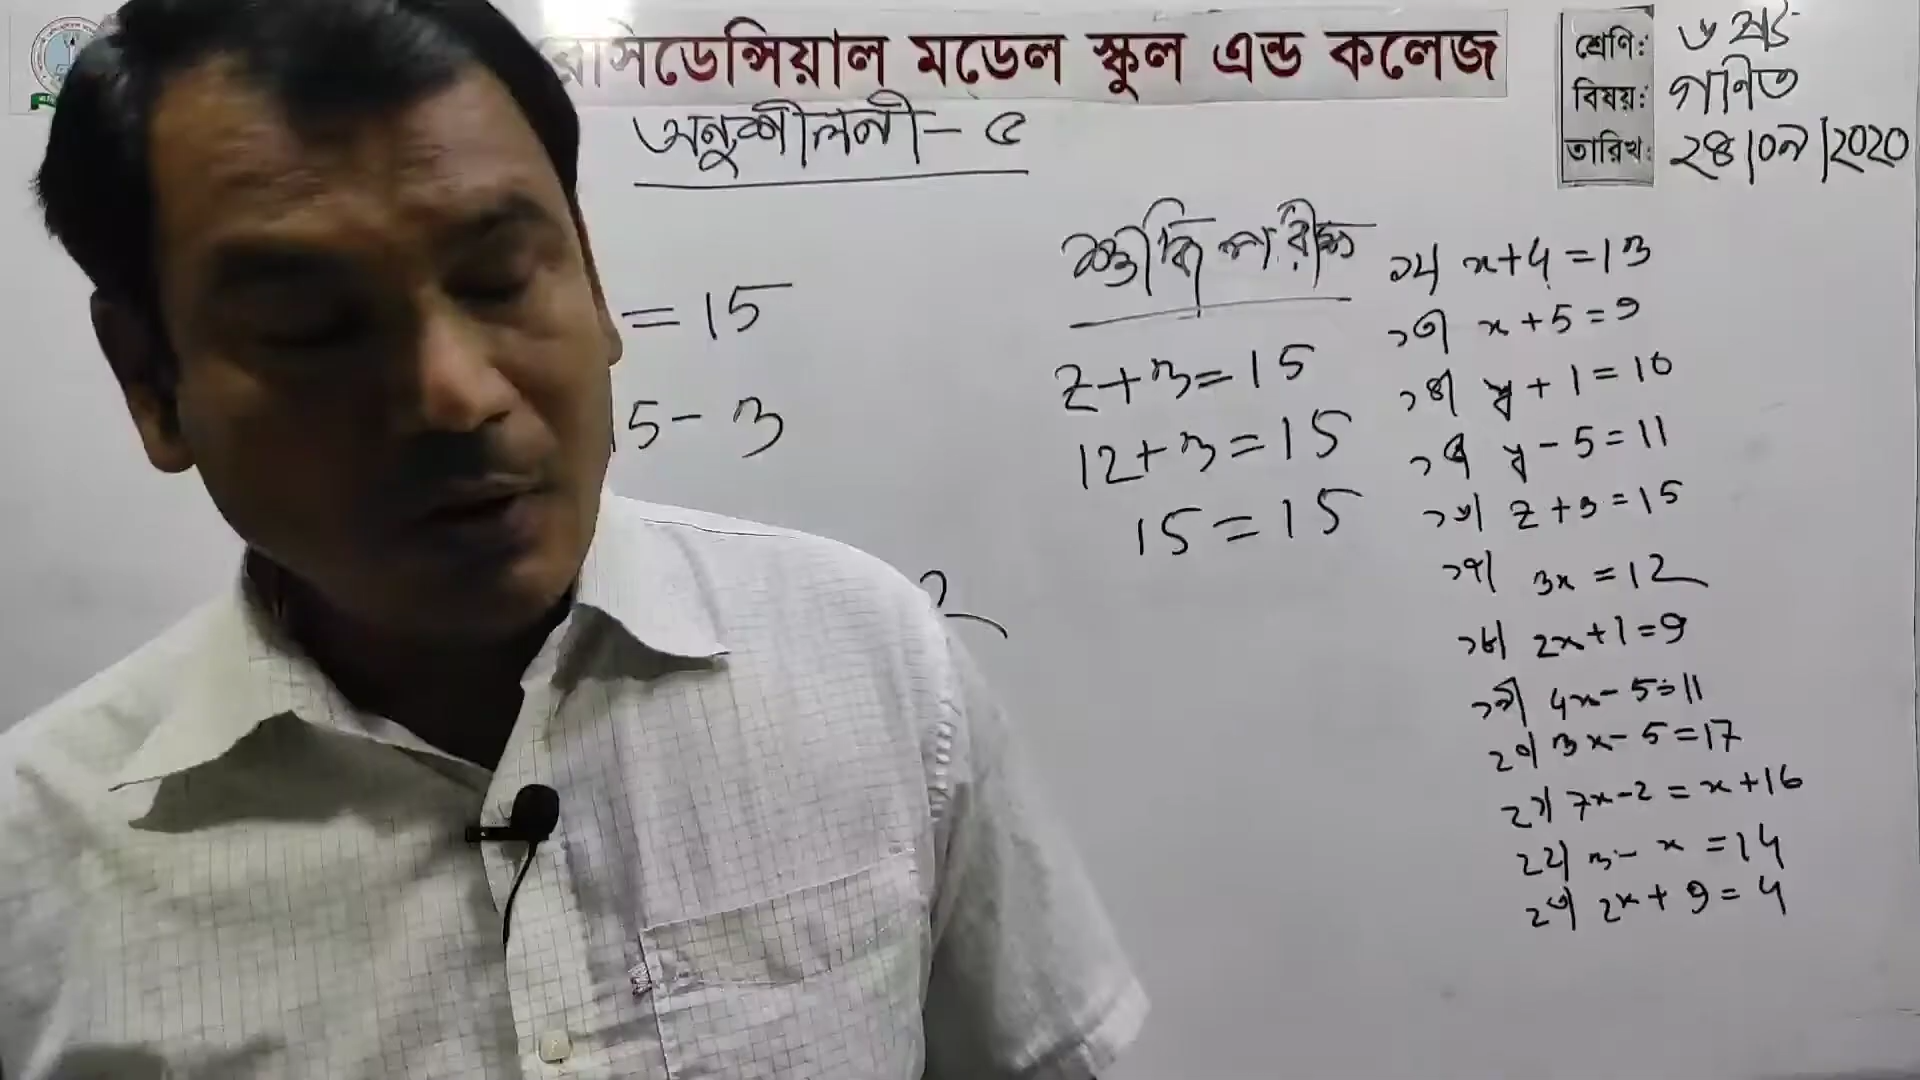 সিডেন্সিয়াল মডেল স্কুল এন্ড কলেজ
শ্রেণি: ৬ষ্ঠ
বিষয়: গণিত
তারিখ: ২৪/০৯/2020
অনুশীলনী - ৫
= 15
5 - 3
শুদ্ধি পরীক্ষা
z + 3 = 15
12 + 3 = 15
15 = 15
১২| x + 4 = 13
১৩| x + 5 = 9
১৪| y + 1 = 10
১৫| y - 5 = 11
১৬| z + 3 = 15
১৭| 3x = 12
১৮| 2x + 1 = 9
১৯| 4x - 5 = 11
২০| 3x - 5 = 17
২১| 7x - 2 = x + 16
২২| 3 - x = 14
২৩| 2x + 9 = 4